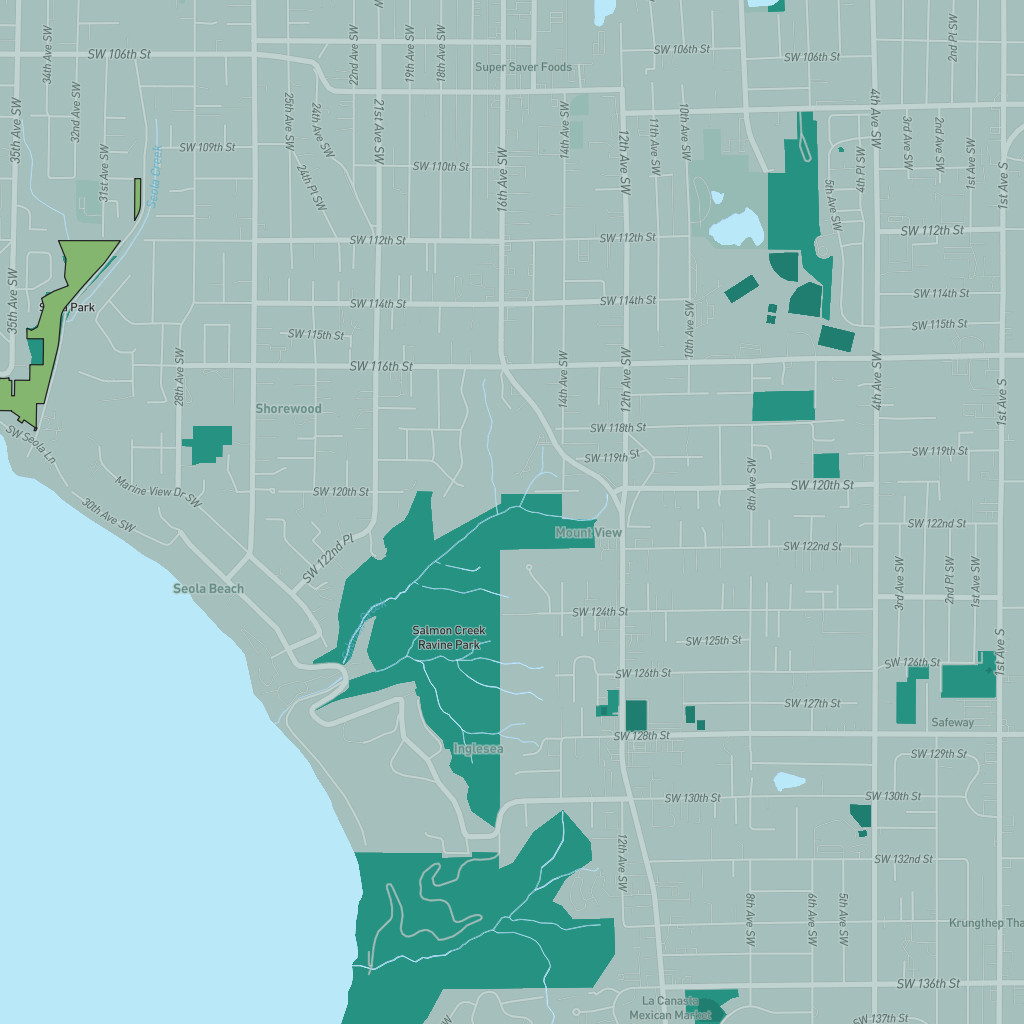 34th Ave SW
SW 106th St
22nd Ave SW
19th Ave SW
18th Ave SW
Super Saver Foods
SW 106th St
SW 106th St
2nd Pl SW
35th Ave SW
32nd Ave SW
31st Ave SW
Seola Creek
SW 109th St
25th Ave SW
24th Ave SW
24th Pl SW
21st Ave SW
SW 110th St
16th Ave SW
14th Ave SW
12th Ave SW
11th Ave SW
10th Ave SW
5th Ave SW
4th Pl SW
4th Ave SW
3rd Ave SW
2nd Ave SW
1st Ave SW
1st Ave S
SW 112th St
SW 112th St
SW 112th St
35th Ave SW
Park
SW 114th St
SW 114th St
SW 114th St
SW 115th St
SW 115th St
10th Ave SW
SW 116th St
28th Ave SW
14th Ave SW
12th Ave SW
4th Ave SW
1st Ave S
Shorewood
SW 118th St
SW 119th St
SW 119th St
SW Seola Ln
Marine View Dr SW
30th Ave SW
SW 120th St
8th Ave SW
SW 120th St
SW 122nd Pl
Mount View
SW 122nd St
SW 122nd St
Seola Beach
3rd Ave SW
2nd Pl SW
1st Ave SW
Creek
SW 124th St
Salmon Creek
Ravine Park
SW 125th St
1st Ave S
SW 126th St
SW 126th St
SW 127th St
Safeway
Inglesea
SW 128th St
SW 129th St
SW 130th St
SW 130th St
12th Ave SW
SW 132nd St
8th Ave SW
6th Ave SW
5th Ave SW
Krungthep Tha
SW 136th St
La Canasta
Mexican Market
SW 137th St